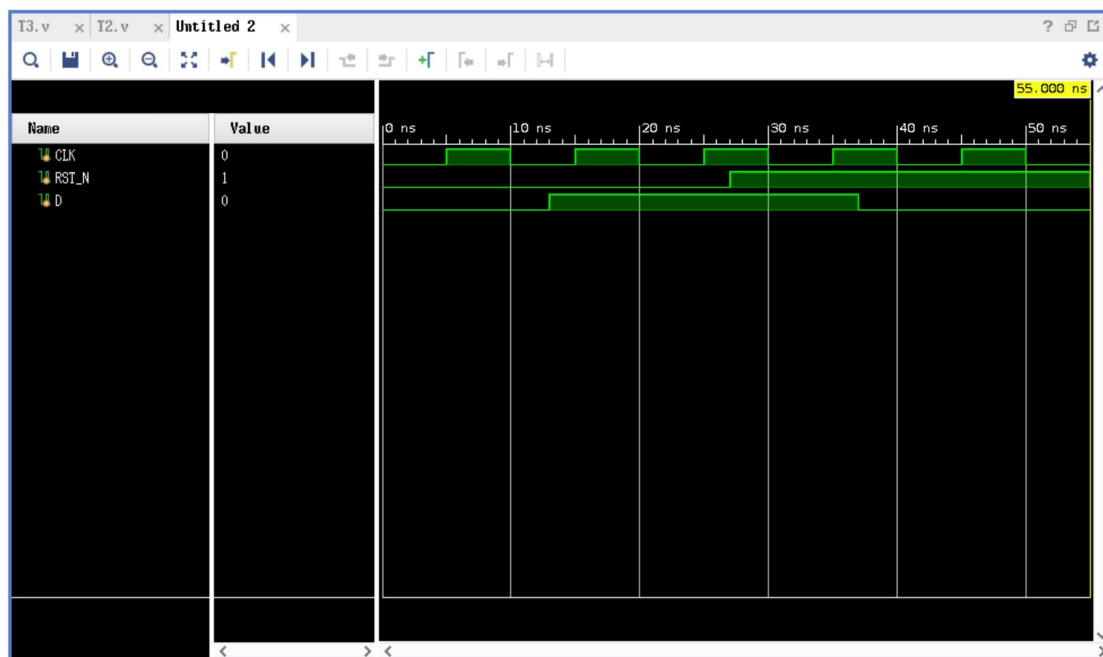 T3.v × T2.v × Untitled 2 ×
55.000 ns
Name Value
0 ns 10 ns 20 ns 30 ns 40 ns 50 ns
CLK 0
RST_N 1
D 0